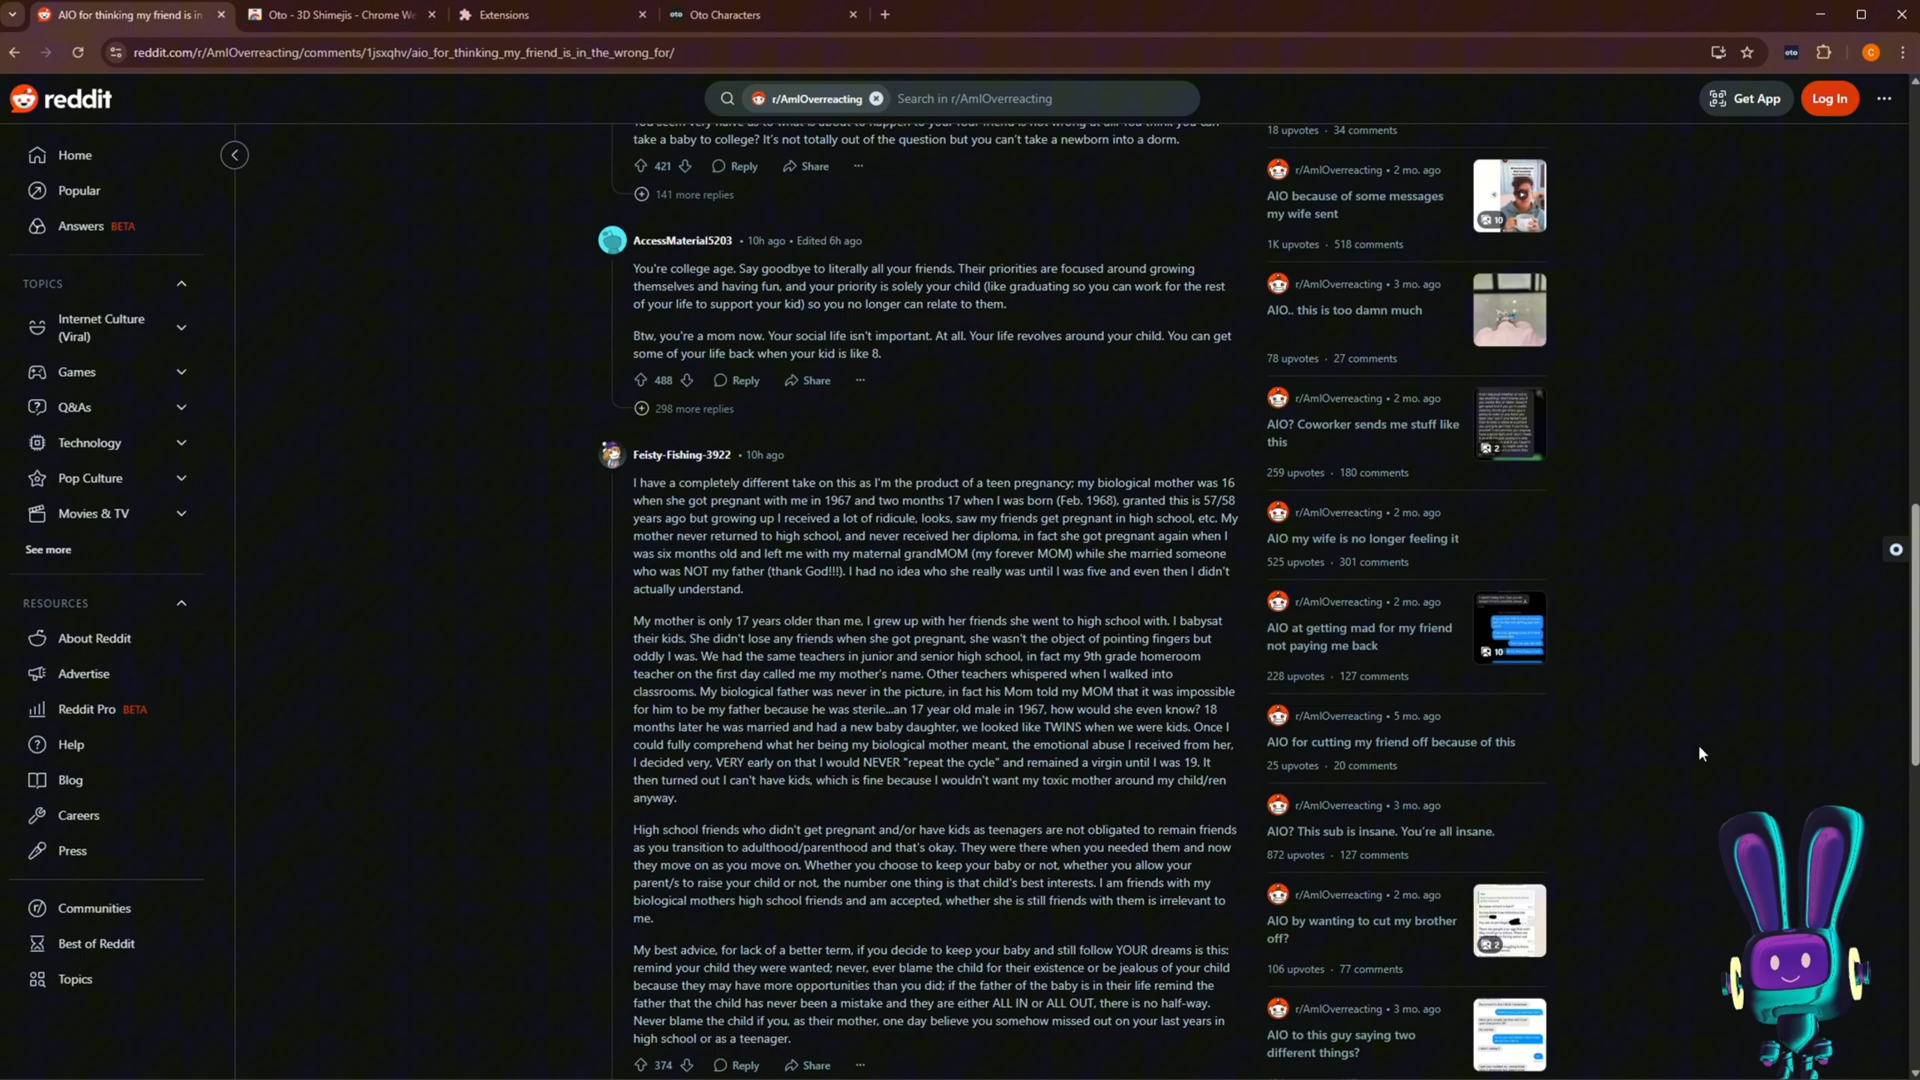 AIO for thinking my friend is in
Oto - 3D Shimejis - Chrome We
Extensions
Oto Characters
reddit.com/r/AmIOverreacting/comments/1jsxqhv/aio_for_thinking_my_friend_is_in_the_wrong_for/
oto
C
reddit
r/AmIOverreacting
Search in r/AmIOverreacting
Get App
Log In
Home
Popular
Answers BETA
TOPICS
Internet Culture
(Viral)
Games
Q&As
Technology
Pop Culture
Movies & TV
See more
RESOURCES
About Reddit
Advertise
Reddit Pro BETA
Help
Blog
Careers
Press
Communities
Best of Reddit
Topics
take a baby to college? It's not totally out of the question but you can't take a newborn into a dorm.
421 Reply Share
141 more replies
AccessMaterial5203 • 10h ago • Edited 6h ago
You're college age. Say goodbye to literally all your friends. Their priorities are focused around growing
themselves and having fun, and your priority is solely your child (like graduating so you can work for the rest
of your life to support your kid) so you no longer can relate to them.
Btw, you're a mom now. Your social life isn't important. At all. Your life revolves around your child. You can get
some of your life back when your kid is like 8.
488 Reply Share
298 more replies
Feisty-Fishing-3922 • 10h ago
I have a completely different take on this as I'm the product of a teen pregnancy; my biological mother was 16
when she got pregnant with me in 1967 and two months 17 when I was born (Feb. 1968), granted this is 57/58
years ago but growing up I received a lot of ridicule, looks, saw my friends get pregnant in high school, etc. My
mother never returned to high school, and never received her diploma, in fact she got pregnant again when I
was six months old and left me with my maternal grandMOM (my forever MOM) while she married someone
who was NOT my father (thank God!!!). I had no idea who she really was until I was five and even then I didn't
actually understand.
My mother is only 17 years older than me, I grew up with her friends she went to high school with. I babysat
their kids. She didn't lose any friends when she got pregnant, she wasn't the object of pointing fingers but
oddly I was. We had the same teachers in junior and senior high school, in fact my 9th grade homeroom
teacher on the first day called me my mother's name. Other teachers whispered when I walked into
classrooms. My biological father was never in the picture, in fact his Mom told my MOM that it was impossible
for him to be my father because he was sterile...an 17 year old male in 1967, how would she even know? 18
months later he was married and had a new baby daughter, we looked like TWINS when we were kids. Once I
could fully comprehend what her being my biological mother meant, the emotional abuse I received from her,
I decided very, VERY early on that I would NEVER "repeat the cycle" and remained a virgin until I was 19. It
then turned out I can't have kids, which is fine because I wouldn't want my toxic mother around my child/ren
anyway.
High school friends who didn't get pregnant and/or have kids as teenagers are not obligated to remain friends
as you transition to adulthood/parenthood and that's okay. They were there when you needed them and now
they move on as you move on. Whether you choose to keep your baby or not, whether you allow your
parent/s to raise your child or not, the number one thing is that child's best interests. I am friends with my
biological mothers high school friends and am accepted, whether she is still friends with them is irrelevant to
me.
My best advice, for lack of a better term, if you decide to keep your baby and still follow YOUR dreams is this:
remind your child they were wanted; never, ever blame the child for their existence or be jealous of your child
because they may have more opportunities than you did; if the father of the baby is in their life remind the
father that the child has never been a mistake and they are either ALL IN or ALL OUT, there is no half-way.
Never blame the child if you, as their mother, one day believe you somehow missed out on your last years in
high school or as a teenager.
374 Reply Share
18 upvotes · 34 comments
r/AmIOverreacting • 2 mo. ago
AIO because of some messages
my wife sent
10
1K upvotes · 518 comments
r/AmIOverreacting • 3 mo. ago
AIO.. this is too damn much
78 upvotes · 27 comments
r/AmIOverreacting • 2 mo. ago
AIO? Coworker sends me stuff like
this
2
259 upvotes · 180 comments
r/AmIOverreacting • 2 mo. ago
AIO my wife is no longer feeling it
525 upvotes · 301 comments
r/AmIOverreacting • 2 mo. ago
AIO at getting mad for my friend
not paying me back
10
228 upvotes · 127 comments
r/AmIOverreacting • 5 mo. ago
AIO for cutting my friend off because of this
25 upvotes · 20 comments
r/AmIOverreacting • 3 mo. ago
AIO? This sub is insane. You're all insane.
872 upvotes · 127 comments
r/AmIOverreacting • 2 mo. ago
AIO by wanting to cut my brother
off?
2
106 upvotes · 77 comments
r/AmIOverreacting • 3 mo. ago
AIO to this guy saying two
different things?